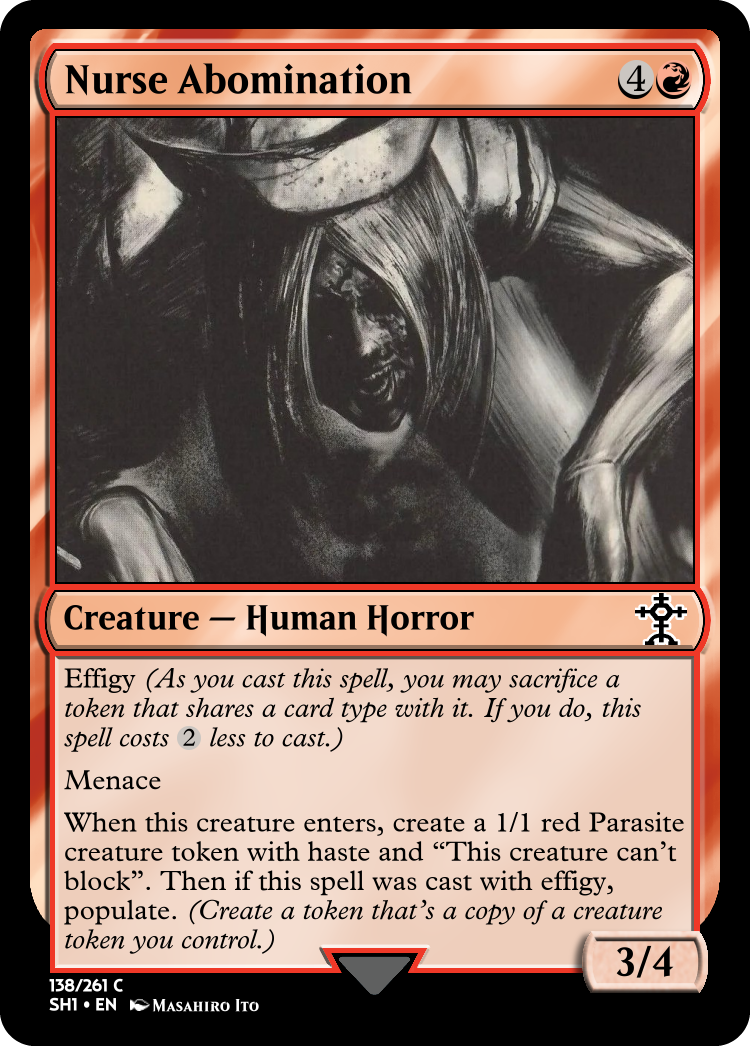 Nurse Abomination 4
Creature — Human Horror
Effigy (As you cast this spell, you may sacrifice a
token that shares a card type with it. If you do, this
spell costs 2 less to cast.)
Menace
When this creature enters, create a 1/1 red Parasite
creature token with haste and “This creature can’t
block”. Then if this spell was cast with effigy,
populate. (Create a token that’s a copy of a creature
token you control.)
3/4
138/261 C
SH1 • EN Masahiro Ito